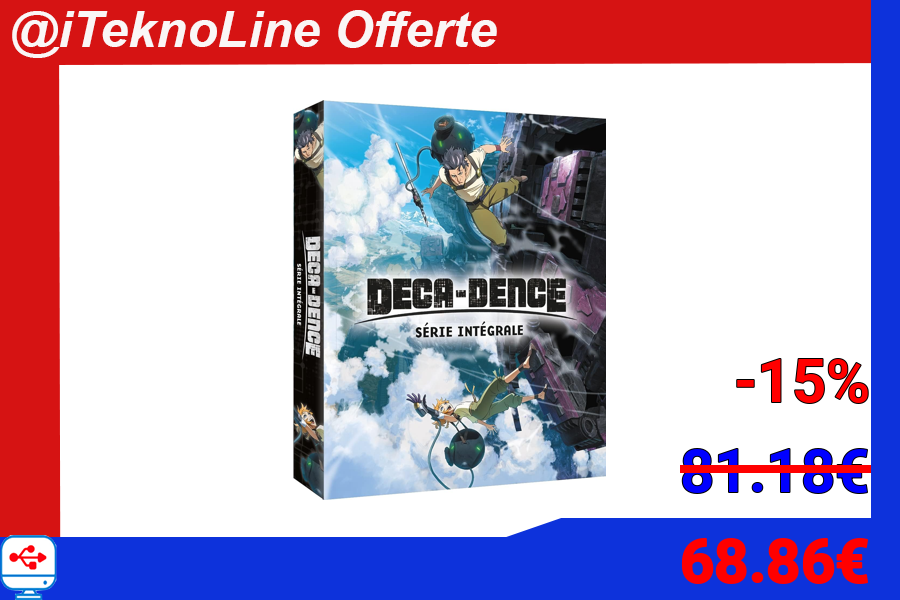 @iTeknoLine Offerte
DECA-DENCE
SÉRIE INTÉGRALE
DECA-DENCE
SÉRIE INTÉGRALE
-15%
81.18€
68.86€